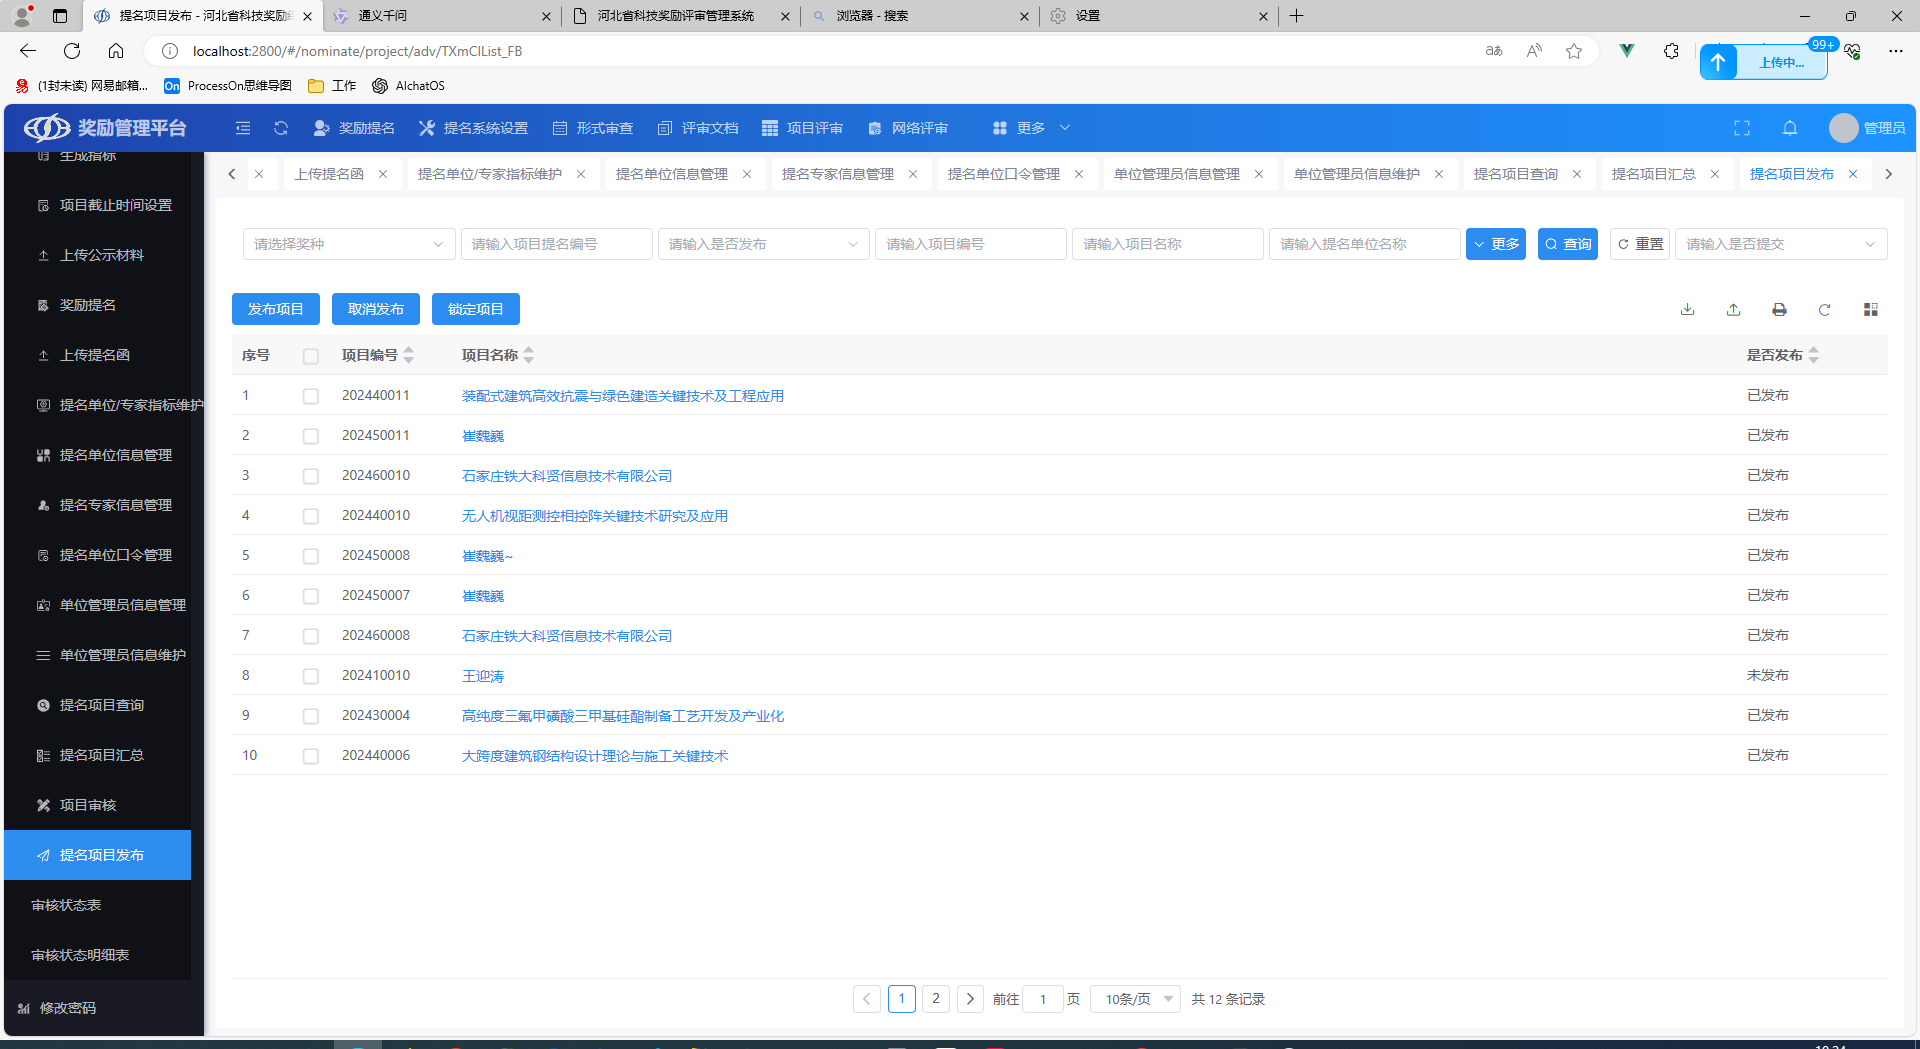 提名项目发布 - 河北省科技奖励综
通义千问
河北省科技奖励评审管理系统
浏览器 - 搜索
设置
localhost:2800/#/nominate/project/adv/TXmClList_FB
99+
上传中...
(1封未读) 网易邮箱...
On ProcessOn思维导图
工作
AIchatOS
奖励管理平台
奖励提名
提名系统设置
形式审查
评审文档
项目评审
网络评审
更多
管理员
生成指标
项目截止时间设置
上传公示材料
奖励提名
上传提名函
提名单位/专家指标维护
提名单位信息管理
提名专家信息管理
提名单位口令管理
单位管理员信息管理
单位管理员信息维护
提名项目查询
提名项目汇总
项目审核
提名项目发布
审核状态表
审核状态明细表
修改密码
上传提名函
提名单位/专家指标维护
提名单位信息管理
提名专家信息管理
提名单位口令管理
单位管理员信息管理
单位管理员信息维护
提名项目查询
提名项目汇总
提名项目发布
请选择奖种
请输入项目提名编号
请输入是否发布
请输入项目编号
请输入项目名称
请输入提名单位名称
更多
查询
重置
请输入是否提交
发布项目
取消发布
锁定项目
序号 项目编号 项目名称 是否发布
1 202440011 装配式建筑高效抗震与绿色建造关键技术及工程应用 已发布
2 202450011 崔魏巍 已发布
3 202460010 石家庄铁大科贤信息技术有限公司 已发布
4 202440010 无人机视距测控相控阵关键技术研究及应用 已发布
5 202450008 崔魏巍~ 已发布
6 202450007 崔魏巍 已发布
7 202460008 石家庄铁大科贤信息技术有限公司 已发布
8 202410010 王迎涛 未发布
9 202430004 高纯度三氟甲磺酸三甲基硅酯制备工艺开发及产业化 已发布
10 202440006 大跨度建筑钢结构设计理论与施工关键技术 已发布
1 2 前往 1 页 10条/页 共 12 条记录